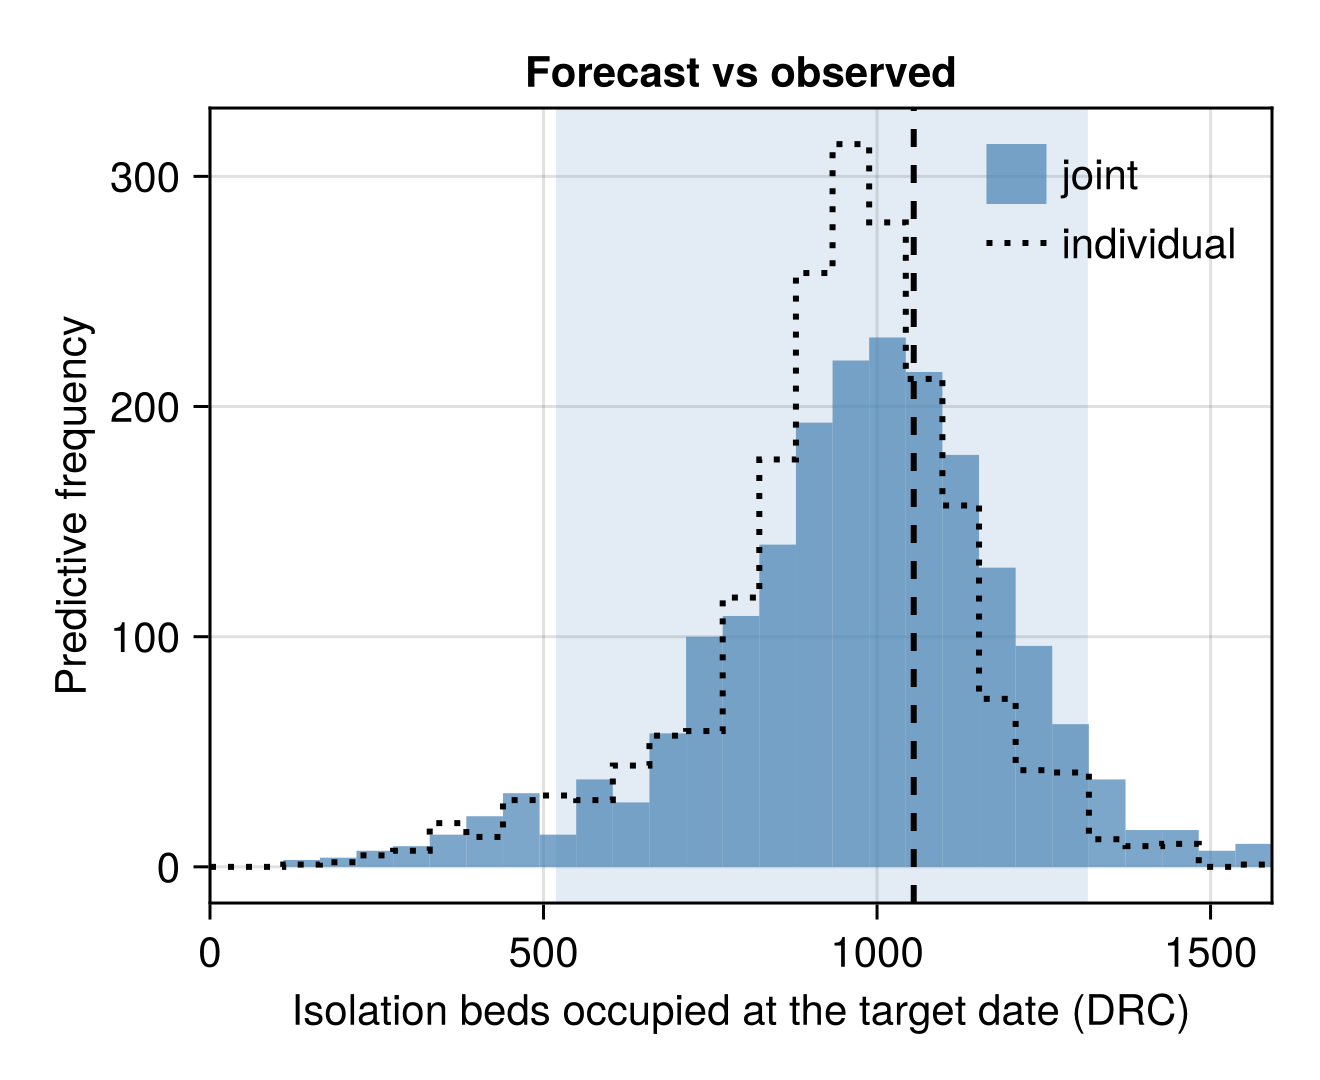 Forecast vs observed
joint
individual
Predictive frequency
300
200
100
0
0 500 1000 1500
Isolation beds occupied at the target date (DRC)